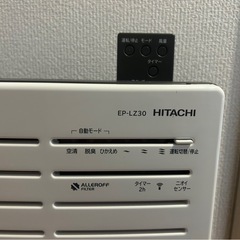 運転/停止 モード 風量
タイマー
EP-LZ30 HITACHI
自動モード
空清 脱臭 ひかえめ 運転切替/停止
ALLEROFF FILTER タイマー 2h ニオイ センサー